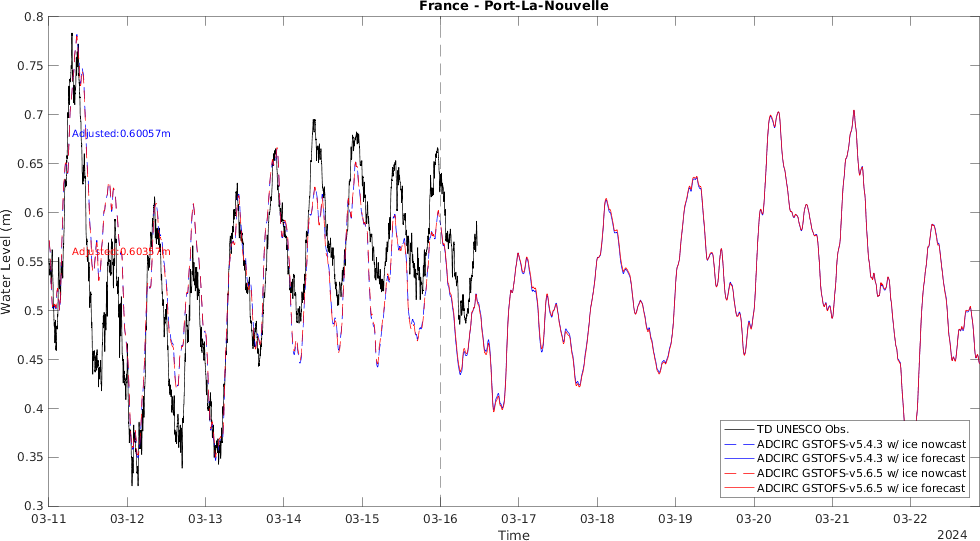 France - Port-La-Nouvelle
Water Level (m)
0.8
0.75
0.7
0.65
0.6
0.55
0.5
0.45
0.4
0.35
0.3
Adjusted:0.60057m
Adjusted:0.60357m
TD UNESCO Obs.
ADCIRC GSTOFS-v5.4.3 w/ ice nowcast
ADCIRC GSTOFS-v5.4.3 w/ ice forecast
ADCIRC GSTOFS-v5.6.5 w/ ice nowcast
ADCIRC GSTOFS-v5.6.5 w/ ice forecast
03-11 03-12 03-13 03-14 03-15 03-16 03-17 03-18 03-19 03-20 03-21 03-22
Time
2024